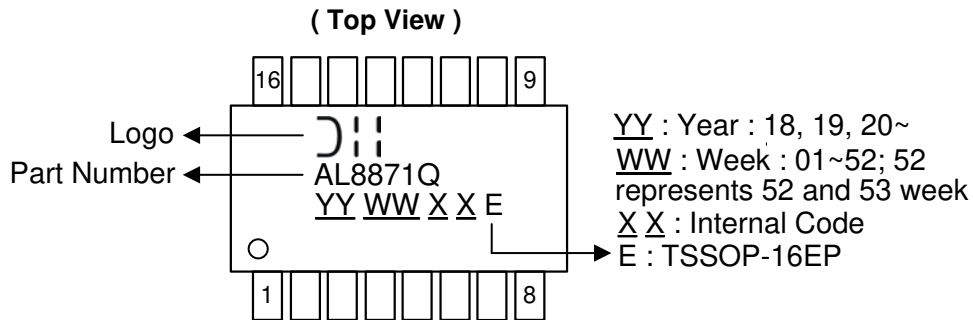 ( Top View )
16 9
Logo
Part Number
AL8871Q
YY WW X X E
1 8
YY : Year : 18, 19, 20~
WW : Week : 01~52; 52
represents 52 and 53 week
X X : Internal Code
E : TSSOP-16EP